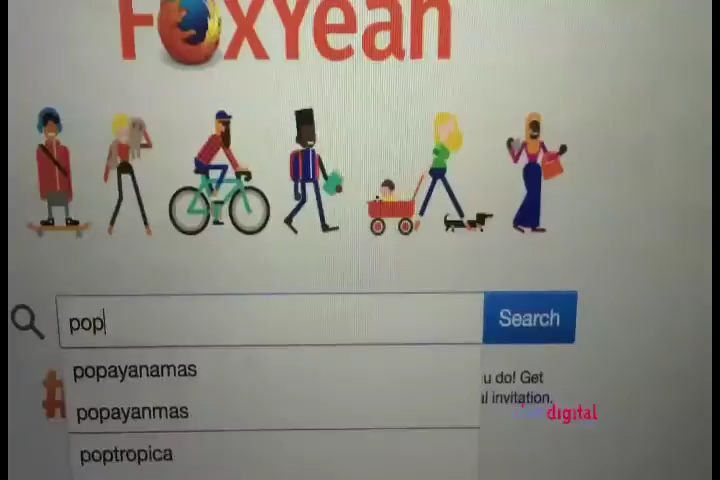 FoxYeah
pop
Search
popayanamas
popayanmas
poptropica
#
u do! Get
al invitation.
digital